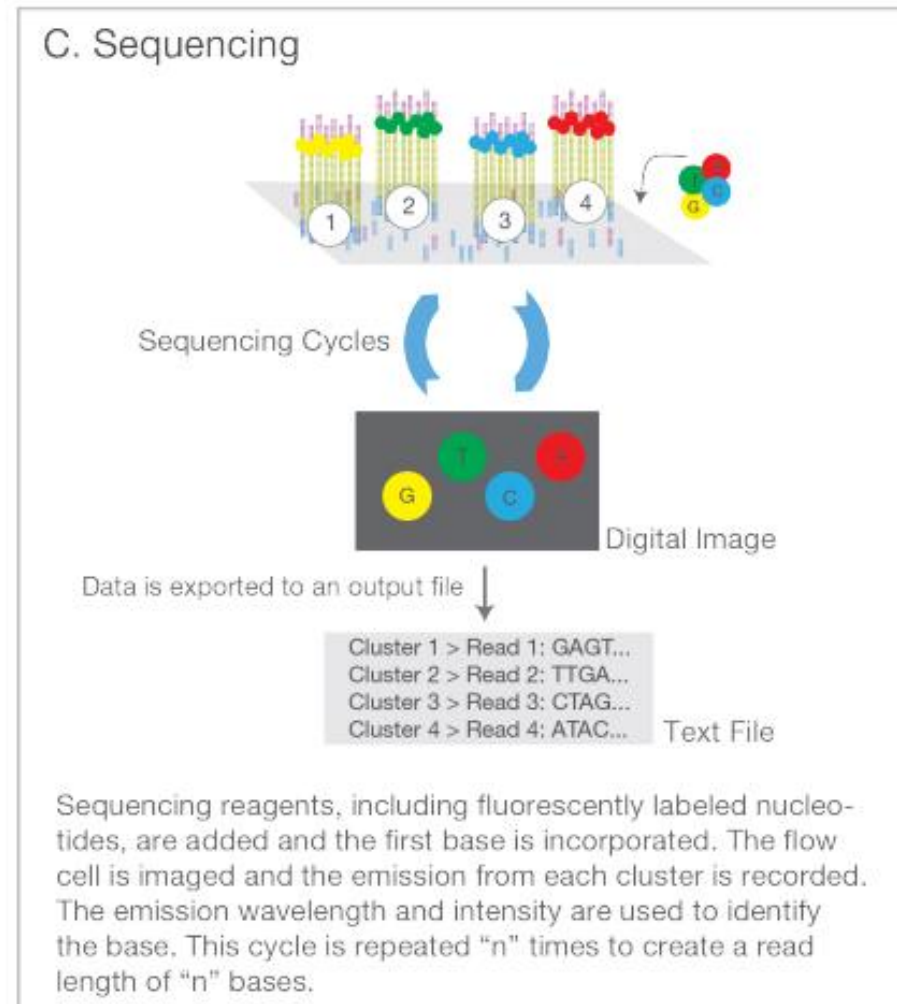 C. Sequencing
1
2
3
4
A
T
C
G
Sequencing Cycles
T
A
G
C
Digital Image
Data is exported to an output file
Cluster 1 > Read 1: GAGT...
Cluster 2 > Read 2: TTGA...
Cluster 3 > Read 3: CTAG...
Cluster 4 > Read 4: ATAC...
Text File
Sequencing reagents, including fluorescently labeled nucleo-
tides, are added and the first base is incorporated. The flow
cell is imaged and the emission from each cluster is recorded.
The emission wavelength and intensity are used to identify
the base. This cycle is repeated “n” times to create a read
length of “n” bases.